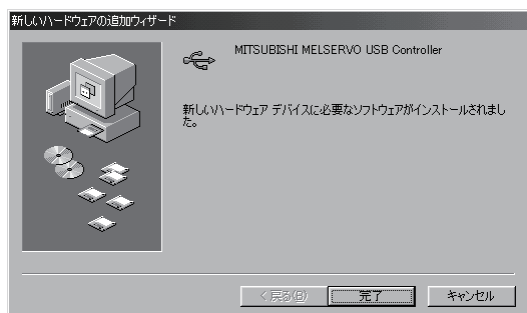 新しいハードウェアの追加ウィザード
MITSUBISHI MELSERVO USB Controller
新しいハードウェア デバイスに必要なソフトウェアがインストールされまし
た。
< 戻る(B)
完了
キャンセル